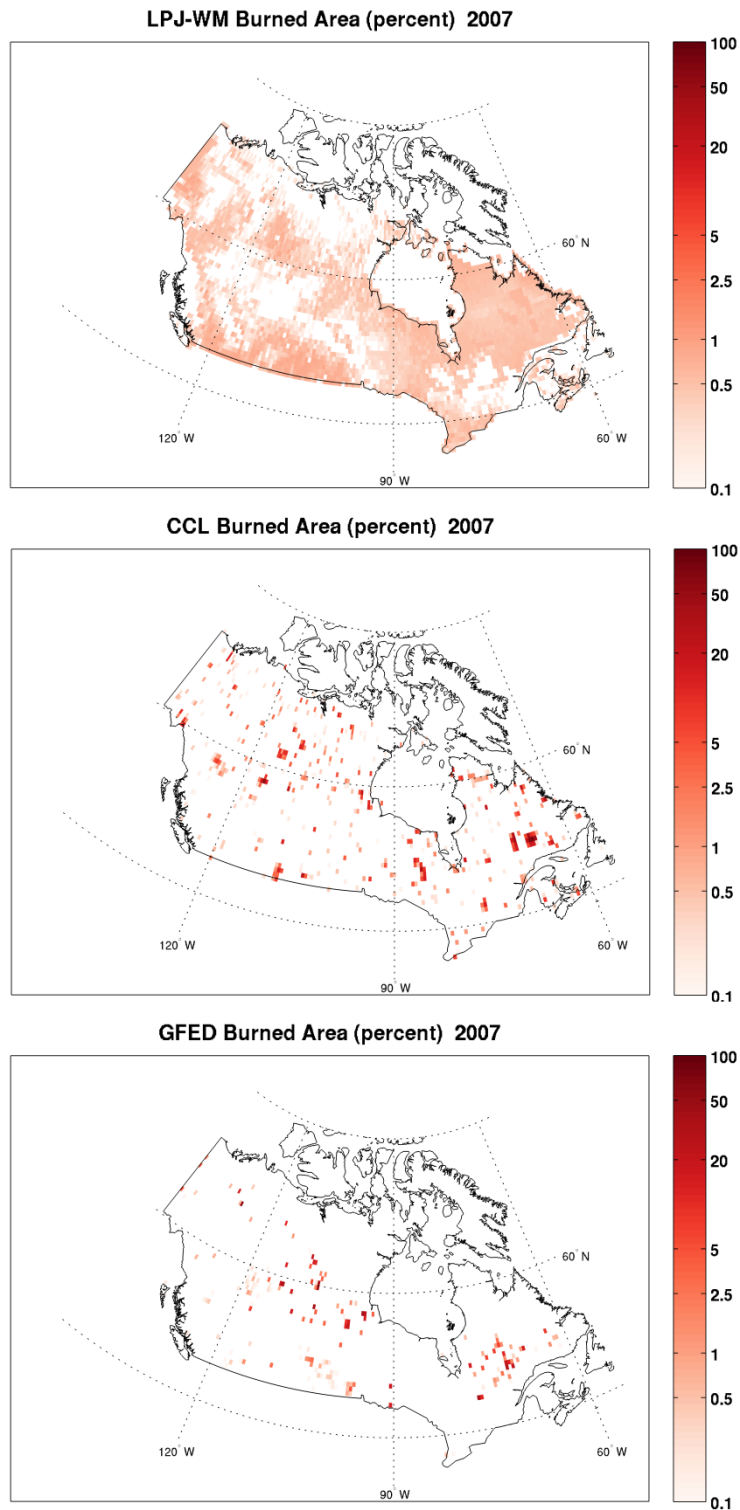 LPJ-WM Burned Area (percent) 2007
100
50
20
5
2.5
1
0.5
0.1
60° N
120° W
90° W
60° W
CCL Burned Area (percent) 2007
100
50
20
5
2.5
1
0.5
0.1
60° N
120° W
90° W
60° W
GFED Burned Area (percent) 2007
100
50
20
5
2.5
1
0.5
0.1
60° N
120° W
90° W
60° W